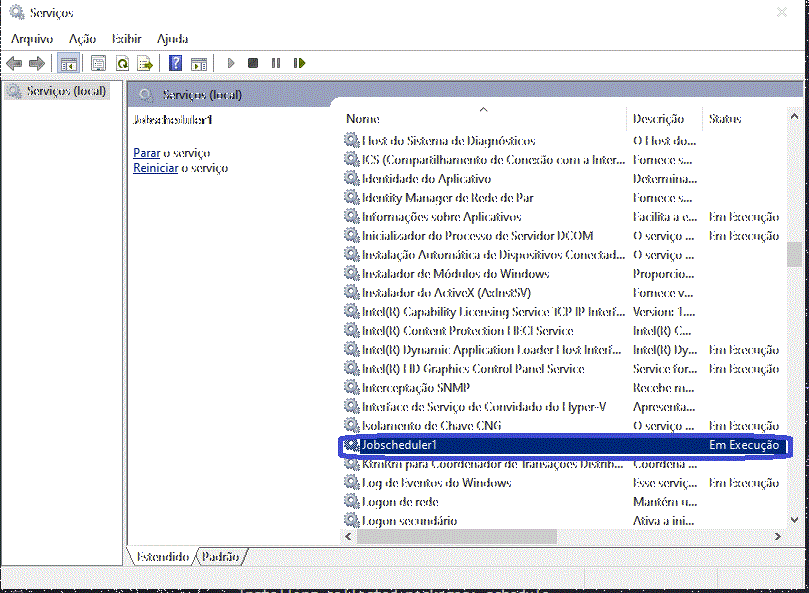 Serviços
Arquivo Ação Exibir Ajuda
Serviços (local)
Serviços (local)
Jobscheduler1
Parar o serviço
Reiniciar o serviço
Nome Descrição Status
Host do Sistema de Diagnósticos O Host do...
ICS (Compartilhamento de Conexão com a Inter... Fornece s...
Identidade do Aplicativo Determina...
Identity Manager de Rede de Par Fornece s...
Informações sobre Aplicativos Facilita a e... Em Execução
Inicializador do Processo de Servidor DCOM O serviço ... Em Execução
Instalação Automática de Dispositivos Conectad... O serviço ...
Instalador de Módulos do Windows Proporcio...
Instalador do ActiveX (AxInstSV) Fornece v...
Intel(R) Capability Licensing Service TCP IP Interf... Version: 1....
Intel(R) Content Protection HECI Service Intel(R) C...
Intel(R) Dynamic Application Loader Host Interf... Intel(R) Dy... Em Execução
Intel(R) HD Graphics Control Panel Service Service for... Em Execução
Interceptação SNMP Recebe m...
Interface de Serviço de Convidado do Hyper-V Apresenta...
Isolamento de Chave CNG O serviço ... Em Execução
Jobscheduler1 Em Execução
KtmRm para Coordenador de Transações Distrib... Coordena ...
Log de Eventos do Windows Esse serviç... Em Execução
Logon de rede Mantém u...
Logon secundário Ativa a ini...
Estendido Padrão